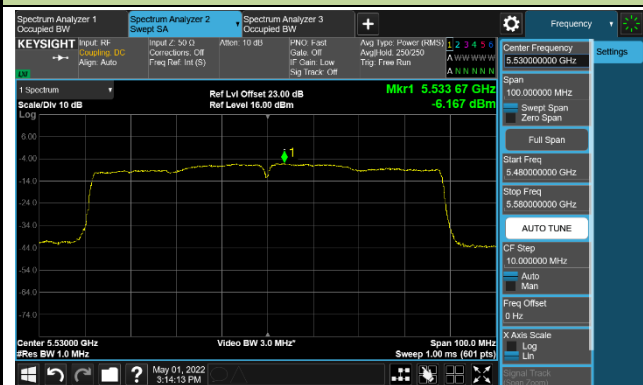 Spectrum Analyzer 1
Occupied BW
Spectrum Analyzer 2
Swept SA
Spectrum Analyzer 3
Occupied BW
+
Frequency
KEYSIGHT
Input: RF
Coupling: DC
Align: Auto
Input Z: 50 Ω
Corrections: Off
Freq Ref: Int (S)
Atten: 10 dB
PNO: Fast
Gate: Off
IF Gain: Low
Sig Track: Off
Avg Type: Power (RMS)
Avg|Hold: 250/250
Trig: Free Run
1 2 3 4 5 6
A W W W W W
A N N N N N
1 Spectrum
Scale/Div 10 dB
Log
Ref Lvl Offset 23.00 dB
Ref Level 16.00 dBm
Mkr1 5.533 67 GHz
-6.167 dBm
6.00
-4.00
-14.0
-24.0
-34.0
-44.0
-54.0
-64.0
-74.0
1
Center 5.53000 GHz
#Res BW 1.0 MHz
Video BW 3.0 MHz*
Span 100.0 MHz
Sweep 1.00 ms (601 pts)
May 01, 2022
3:14:13 PM
Center Frequency
5.530000000 GHz
Settings
Span
100.000000 MHz
Swept Span
Zero Span
Full Span
Start Freq
5.480000000 GHz
Stop Freq
5.580000000 GHz
AUTO TUNE
CF Step
10.000000 MHz
Auto
Man
Freq Offset
0 Hz
X Axis Scale
Log
Lin
Signal Track
(Span Zoom)